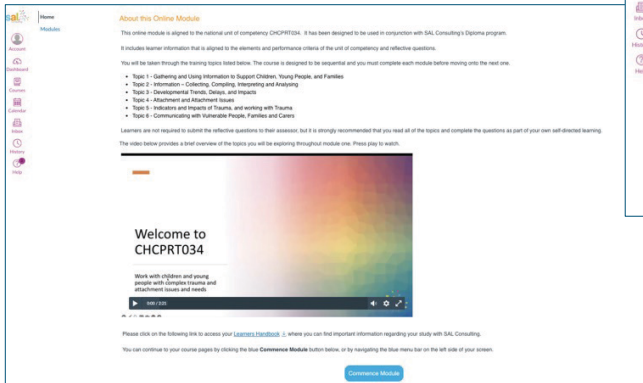 sal
Home
Modules
Account
Dashboard
Courses
Calendar
Inbox
History
Help
About this Online Module
This online module is aligned to the national unit of competency CHCPRT034. It has been designed to be used in conjunction with SAL Consulting's Diploma program.
It includes learner information that is aligned to the elements and performance criteria of the unit of competency and reflective questions.
You will be taken through the training topics listed below. The course is designed to be sequential and you must complete each module before moving onto the next one.
• Topic 1 - Gathering and Using Information to Support Children, Young People, and Families
• Topic 2 - Information – Collecting, Compiling, Interpreting and Analysing
• Topic 3 - Developmental Trends, Delays, and Impacts
• Topic 4 - Attachment and Attachment Issues
• Topic 5 - Indicators and Impacts of Trauma, and working with Trauma
• Topic 6 - Communicating with Vulnerable People, Families and Carers
Learners are not required to submit the reflective questions to their assessor, but it is strongly recommended that you read all of the topics and complete the questions as part of your own self-directed learning.
The video below provides a brief overview of the topics you will be exploring throughout module one. Press play to watch.
Welcome to
CHCPRT034
Work with children and young
people with complex trauma and
attachment issues and needs
Please click on the following link to access your Learners Handbook where you can find important information regarding your study with SAL Consulting.
You can continue to your course pages by clicking the blue Commence Module button below, or by navigating the blue menu bar on the left side of your screen.
Commence Module